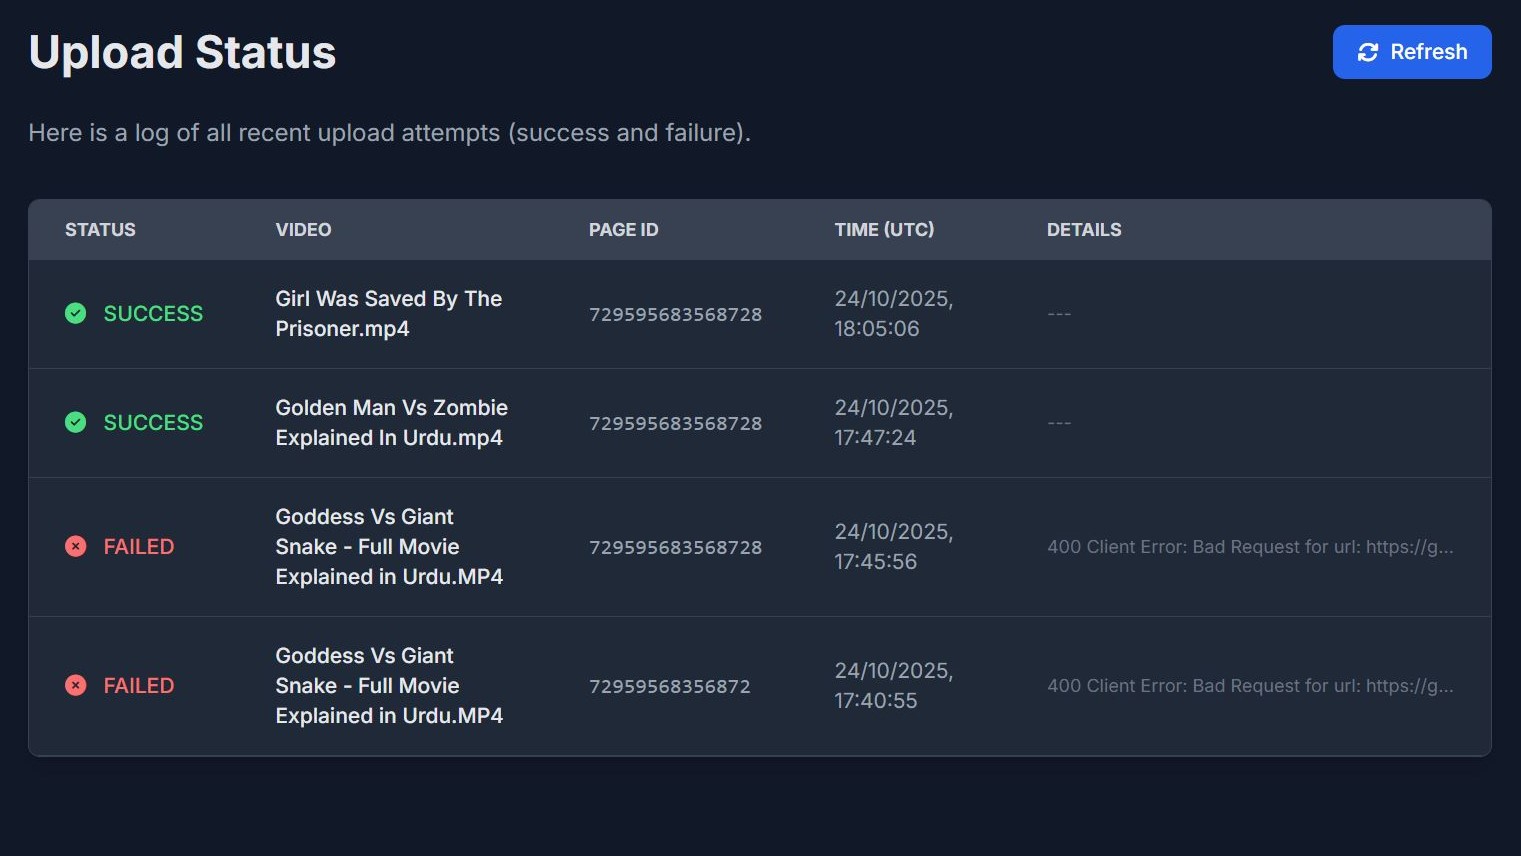 Upload Status
Refresh
Here is a log of all recent upload attempts (success and failure).
STATUS VIDEO PAGE ID TIME (UTC) DETAILS
SUCCESS
Girl Was Saved By The
Prisoner.mp4
729595683568728
24/10/2025,
18:05:06
---
SUCCESS
Golden Man Vs Zombie
Explained In Urdu.mp4
729595683568728
24/10/2025,
17:47:24
---
FAILED
Goddess Vs Giant
Snake - Full Movie
Explained in Urdu.MP4
729595683568728
24/10/2025,
17:45:56
400 Client Error: Bad Request for url: https://g...
FAILED
Goddess Vs Giant
Snake - Full Movie
Explained in Urdu.MP4
72959568356872
24/10/2025,
17:40:55
400 Client Error: Bad Request for url: https://g...